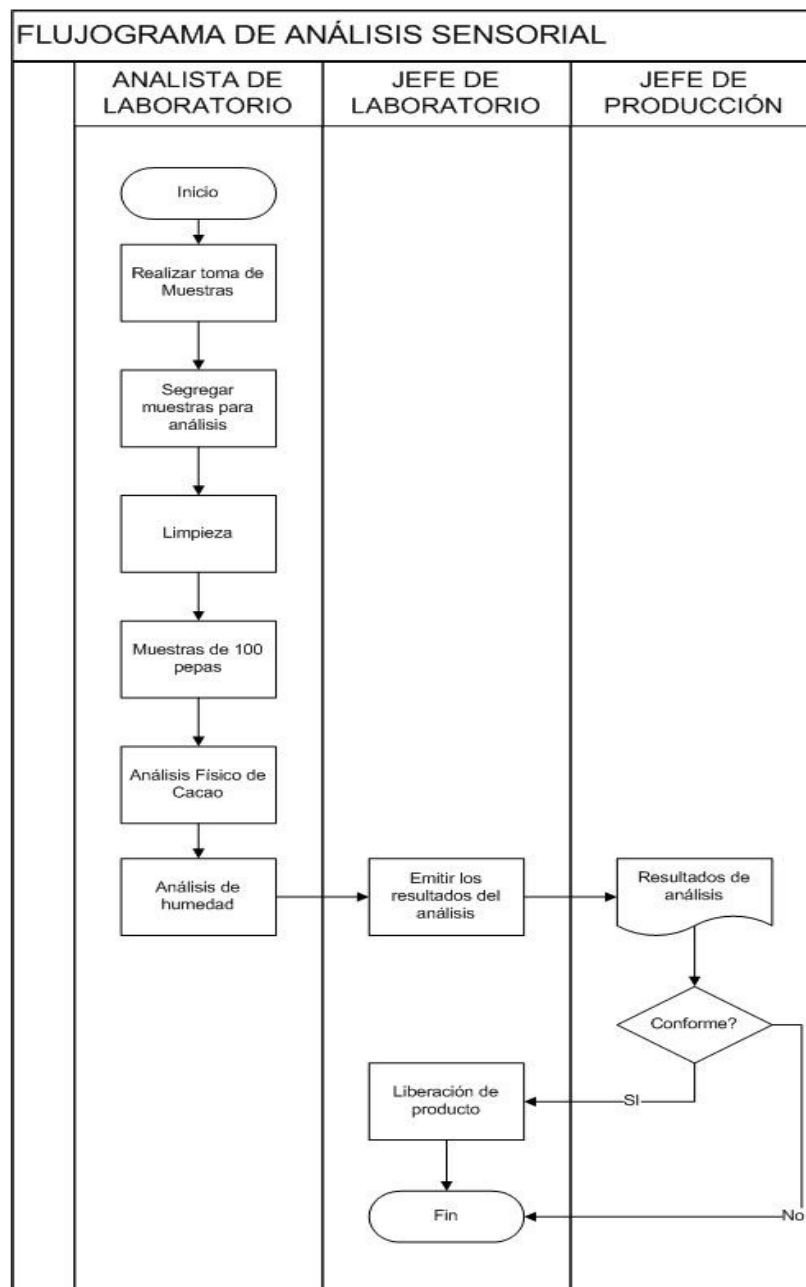 FLUJOGRAMA DE ANÁLISIS SENSORIAL
ANALISTA DE
LABORATORIO
JEFE DE
LABORATORIO
JEFE DE
PRODUCCIÓN
Inicio
Realizar toma de
Muestras
Segregar
muestras para
análisis
Limpieza
Muestras de 100
pepas
Análisis Físico de
Cacao
Análisis de
humedad
Emitir los
resultados del
análisis
Resultados de
análisis
Conforme?
SI
Liberación de
producto
No
Fin